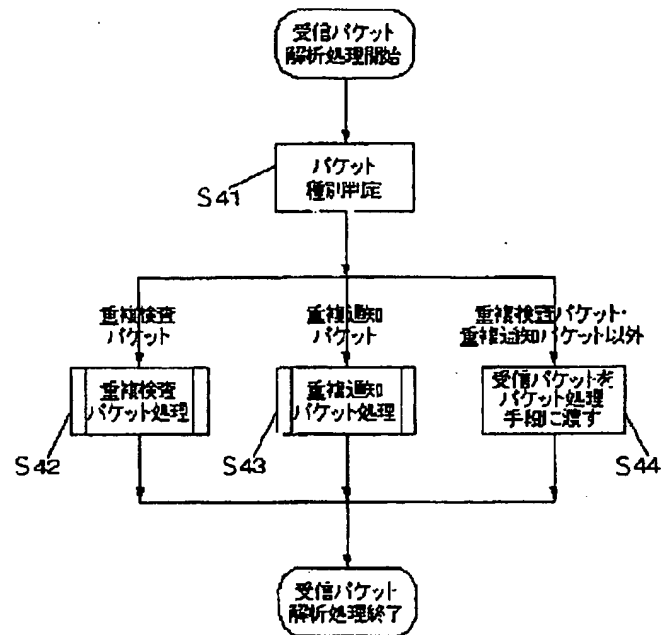 受信パケット
解析処理開始
パケット
種別判定
S41
重複検査
パケット
重複通知
パケット
重複検査パケット・
重複通知パケット以外
重複検査
パケット処理
重複通知
パケット処理
受信パケットを
パケット処理
手段に渡す
S42
S43
S44
受信パケット
解析処理終了